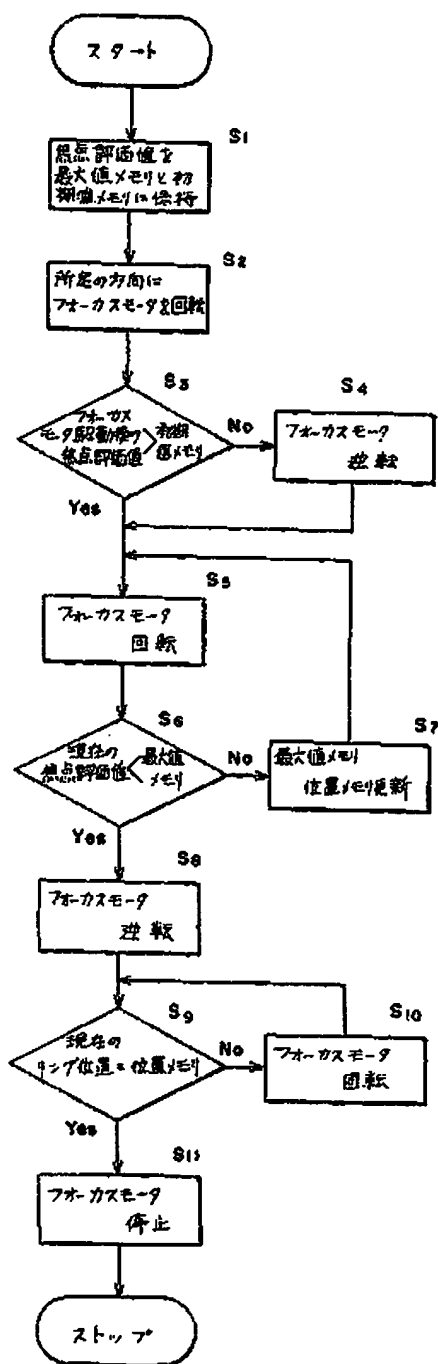 スタート
S1
焦点評価値を
最大値メモリと初
期値メモリに保持
S2
所定の方向に
フォーカスモータを回転
S3
フォーカス
モータ駆動後の
焦点評価値>初期
値メモリ
No
Yes
S4
フォーカスモータ
逆転
S5
フォーカスモータ
回転
S6
現在の
焦点評価値<最大値
メモリ
No
Yes
S7
最大値メモリ
位置メモリ更新
S8
フォーカスモータ
逆転
S9
現在の
リング位置=位置メモリ
No
Yes
S10
フォーカスモータ
回転
S11
フォーカスモータ
停止
ストップ